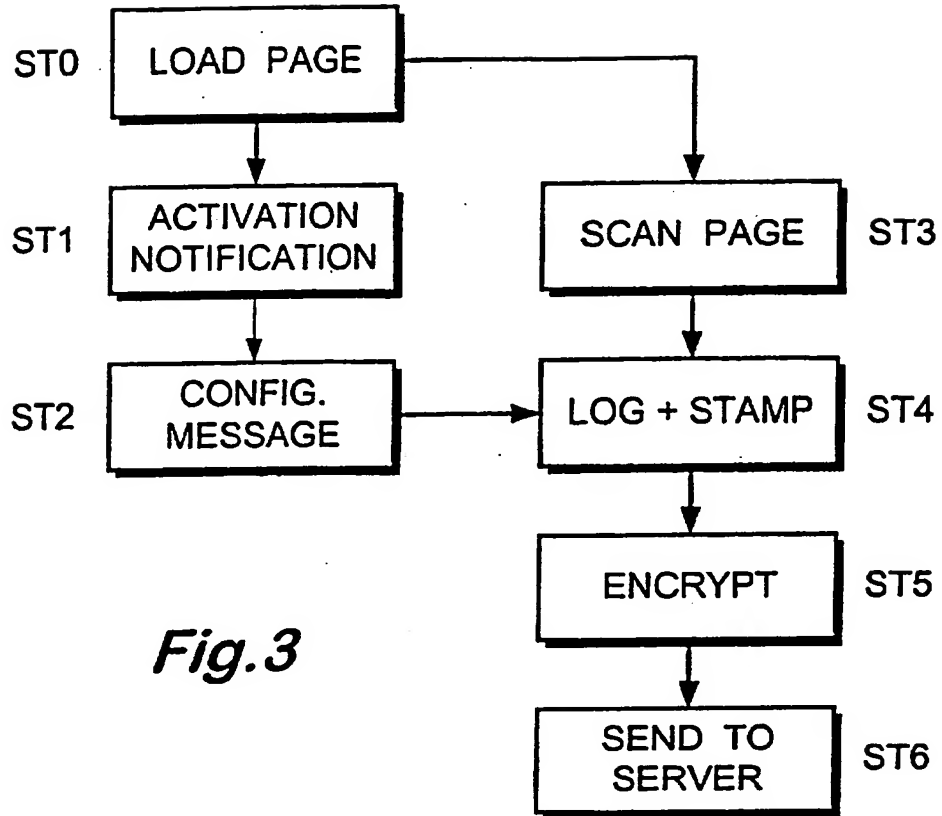 ST0
LOAD PAGE
ST1
ACTIVATION
NOTIFICATION
ST2
CONFIG.
MESSAGE
SCAN PAGE
ST3
LOG + STAMP
ST4
ENCRYPT
ST5
SEND TO
SERVER
ST6
Fig.3